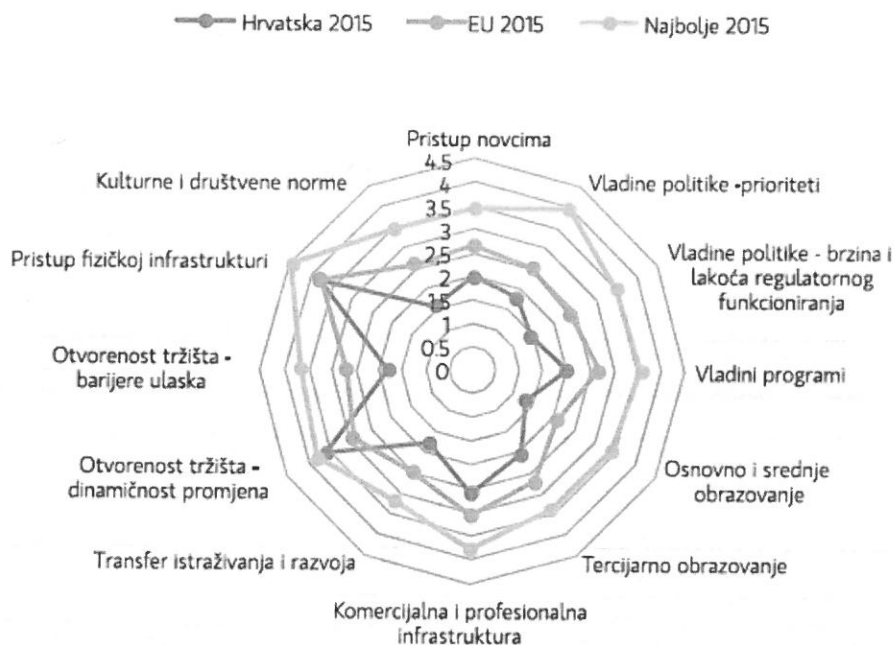 Hrvatska 2015 EU 2015 Najbolje 2015
Pristup novcima
Vladine politike -prioriteti
Vladine politike - brzina i
lakoća regulatornog
funkcioniranja
Vladini programi
Osnovno i srednje
obrazovanje
Tercijarno obrazovanje
Komercijalna i profesionalna
infrastruktura
Transfer istraživanja i razvoja
Otvorenost tržišta -
dinamičnost promjena
Otvorenost tržišta -
barijere ulaska
Pristup fizičkoj infrastrukturi
Kulturne i društvene norme
4.5
4
3.5
3
2.5
2
1.5
1
0.5
0